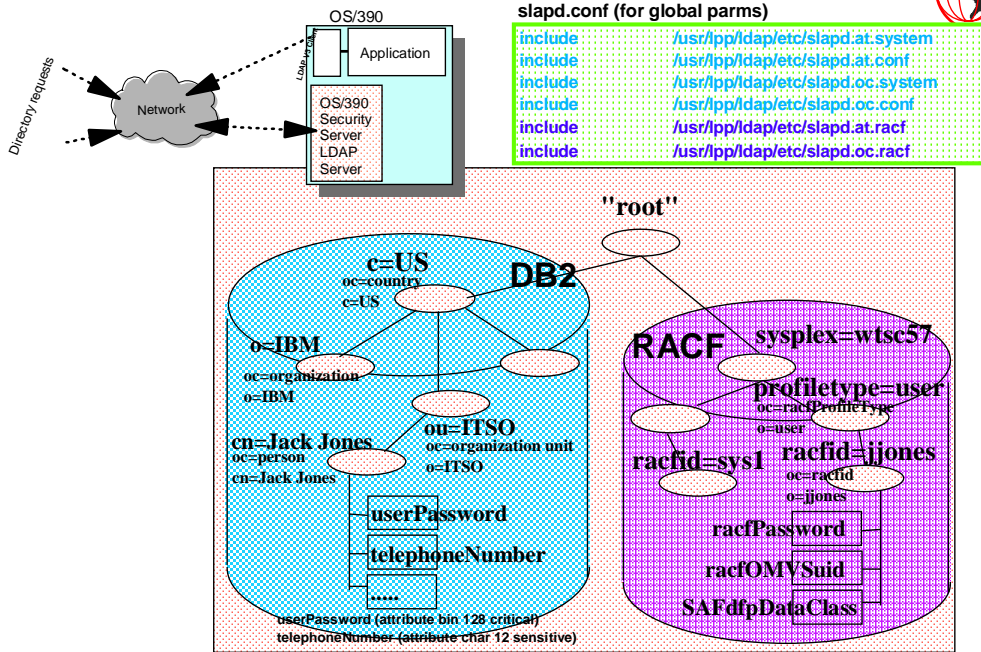 OS/390
slapd.conf (for global parms)
LDAP V3 Client
Application
include /usr/lpp/ldap/etc/slapd.at.system
include /usr/lpp/ldap/etc/slapd.at.conf
include /usr/lpp/ldap/etc/slapd.oc.system
include /usr/lpp/ldap/etc/slapd.oc.conf
include /usr/lpp/ldap/etc/slapd.at.racf
include /usr/lpp/ldap/etc/slapd.oc.racf
Directory requests
Network
OS/390
Security
Server
LDAP
Server
"root"
DB2
c=US
oc=country
c=US
o=IBM
oc=organization
o=IBM
ou=ITSO
oc=organization unit
o=ITSO
cn=Jack Jones
oc=person
cn=Jack Jones
userPassword
telephoneNumber
.....
userPassword (attribute bin 128 critical)
telephoneNumber (attribute char 12 sensitive)
RACF
sysplex=wtsc57
profiletype=user
oc=racfProfileType
o=user
racfid=sys1
racfid=jjones
oc=racfid
o=jjones
racfPassword
racfOMVSuid
SAFdfpDataClass